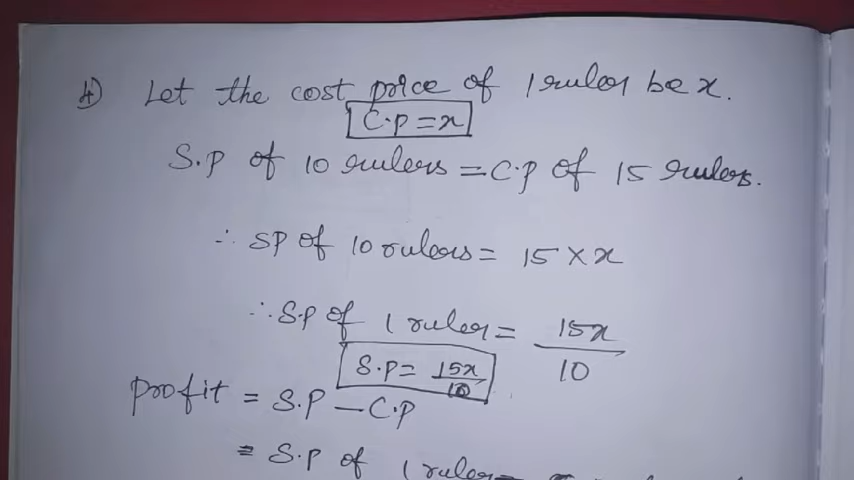 4) Let the cost price of 1 ruler be x.
C.p = x
S.p of 10 rulers = C.p of 15 rulers.
∴ SP of 10 rulers = 15 × x
∴ S.p of 1 ruler = 15x/10
S.p = 15x/10
profit = S.P — C.P
= S.p of 1 ruler